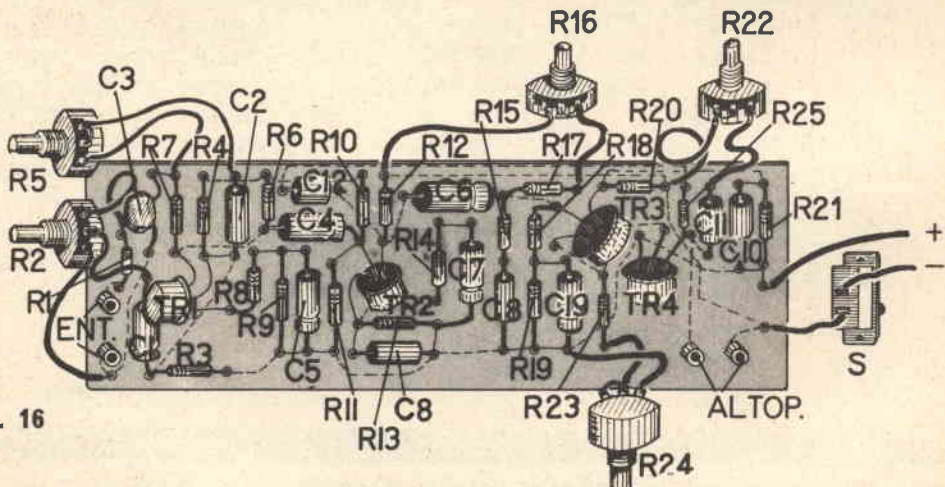 R16
R22
C3
C2
R15
R20
R25
R7
R4
R6
R10
R12
R17
R18
R5
C12
C6
TR3
C11
R21
R2
C4
R14
C7
C10
+
−
R1
TR1
R8
R9
TR2
C8
C9
TR4
ENT
R3
C5
R19
S
R11
C8
R23
ALTOP.
16
R13
R24